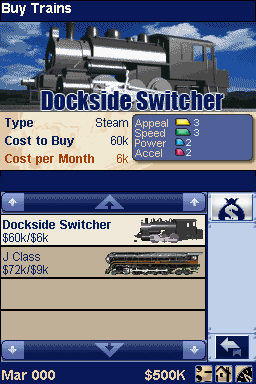 Buy Trains
Dockside Switcher
Type Steam
Cost to Buy 60k
Cost per Month 6k
Appeal 3
Speed 3
Power 2
Accel 2
Dockside Switcher
$60k/$6k
J Class
$72k/$9k
Mar 000 $500K